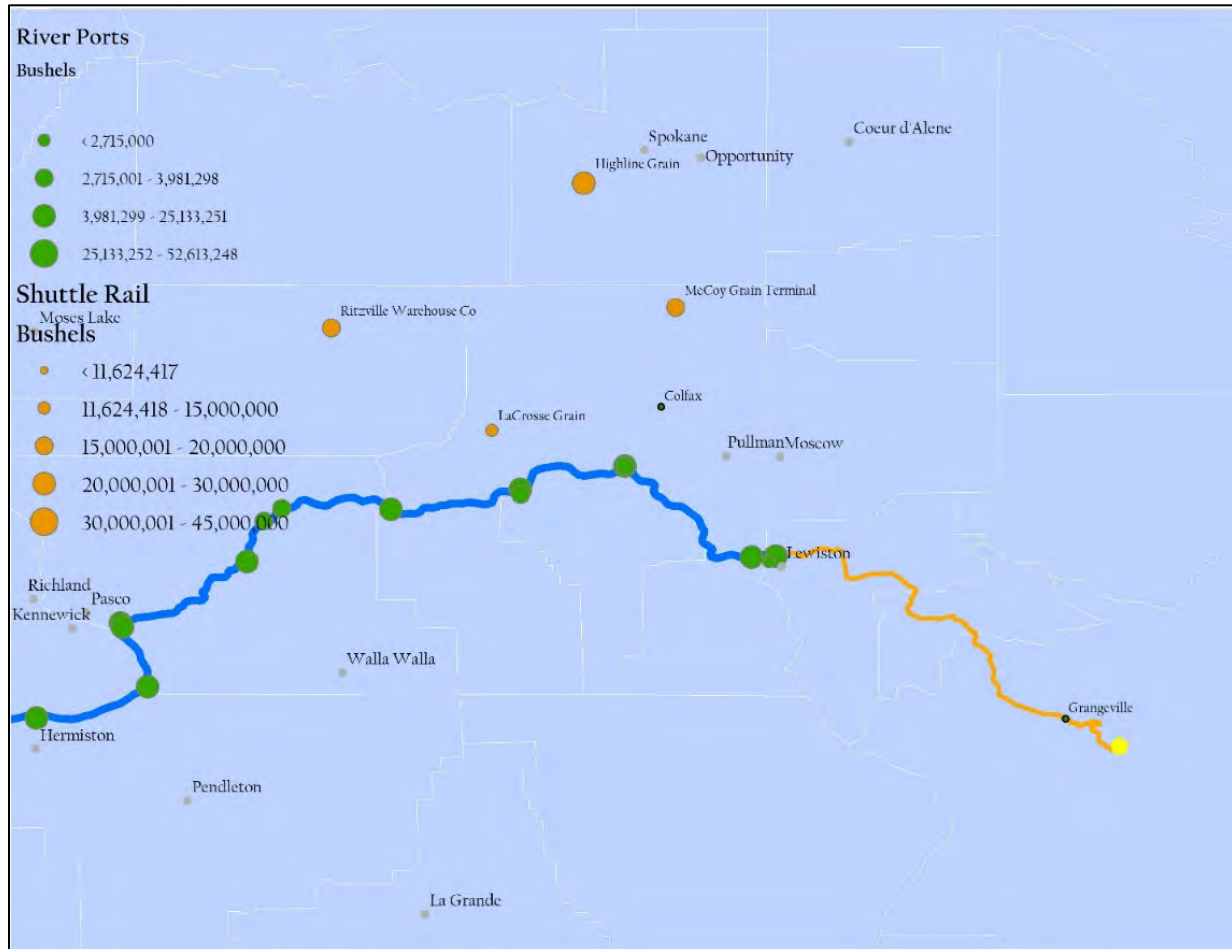 River Ports
Bushels
< 2,715,000
2,715,001 - 3,981,298
3,981,299 - 25,133,251
25,133,252 - 52,613,248
Shuttle Rail
Moses Lake
Bushels
< 11,624,417
11,624,418 - 15,000,000
15,000,001 - 20,000,000
20,000,001 - 30,000,000
30,000,001 - 45,000,000
Coeur d'Alene
Spokane
Opportunity
Highline Grain
McCoy Grain Terminal
Ritzville Warehouse Co
Colfax
LaCrosse Grain
Pullman
Moscow
Lewiston
Richland
Pasco
Kennewick
Walla Walla
Grangeville
Hermiston
Pendleton
La Grande